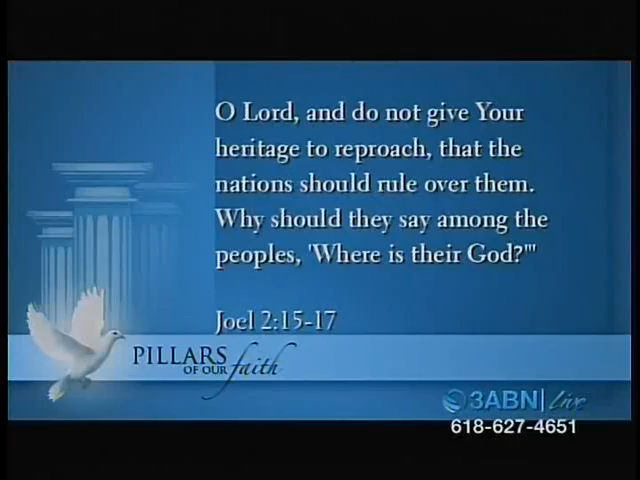 O Lord, and do not give Your
heritage to reproach, that the
nations should rule over them.
Why should they say among the
peoples, 'Where is their God?'"
Joel 2:15-17
PILLARS
OF OUR faith
3ABN Live
618-627-4651